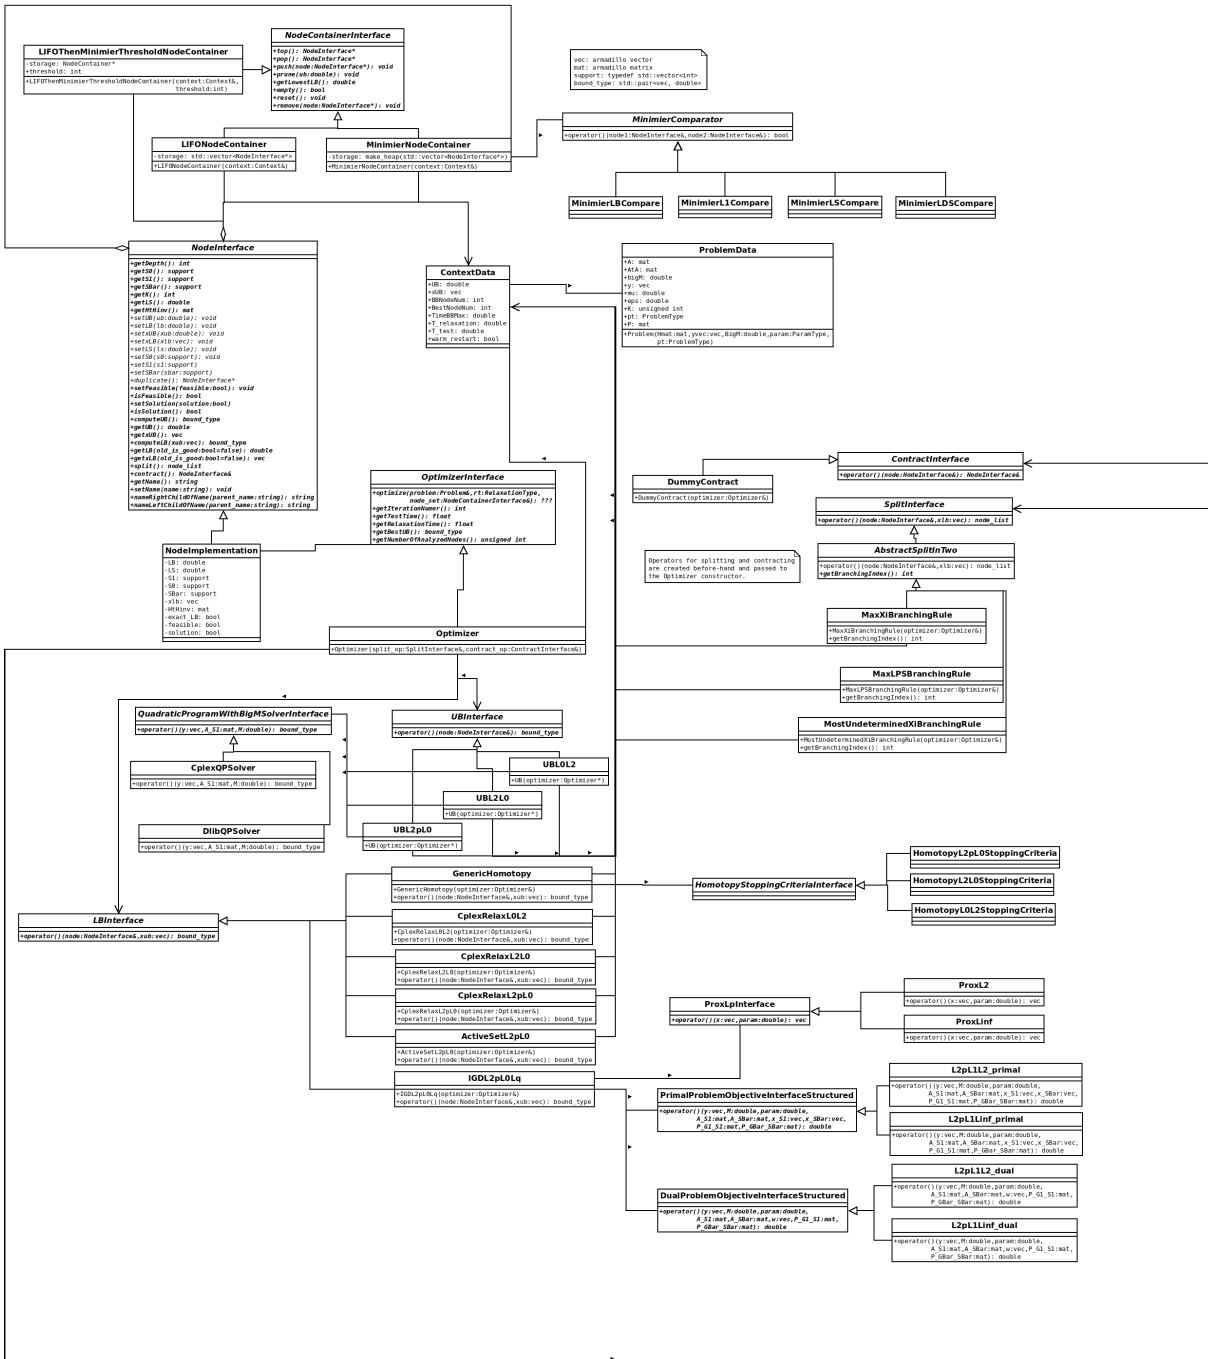 NodeContainerInterface
+top(): NodeInterface*
+pop(): NodeInterface*
+push(node:NodeInterface*): void
+prune(ub:double): void
+getLowestLB(): double
+empty(): bool
+reset(): void
+remove(node:NodeInterface*): void
LIFOThenMinimierThresholdNodeContainer
-storage: NodeContainer*
+threshold: int
+LIFOThenMinimierThresholdNodeContainer(context:Context&,
threshold:int)
vec: armadillo vector
mat: armadillo matrix
support: typedef std::vector<int>
bound_type: std::pair<vec, double>
LIFONodeContainer
-storage: std::vector<NodeInterface*>
+LIFONodeContainer(context:Context&)
MinimierNodeContainer
-storage: make_heap(std::vector<NodeInterface*>)
+MinimierNodeContainer(context:Context&)
MinimierComparator
+operator()(node1:NodeInterface&,node2:NodeInterface&): bool
MinimierLBCompare
MinimierL1Compare
MinimierLSCompare
MinimierLDSCompare
NodeInterface
+getDepth(): int
+getS0(): support
+getS1(): support
+getSBar(): support
+getK(): int
+getLS(): double
+getHtHinv(): mat
+setUB(ub:double): void
+setLB(lb:double): void
+setxUB(xub:double): void
+setxLB(xlb:vec): void
+setLS(ls:double): void
+setS0(s0:support): void
+setS1(s1:support)
+setSBar(sbar:support)
+duplicate(): NodeInterface*
+setFeasible(feasible:bool): void
+isFeasible(): bool
+setSolution(solution:bool)
+isSolution(): bool
+computeUB(): bound_type
+getUB(): double
+getxUB(): vec
+computeLB(xub:vec): bound_type
+getLB(old_is_good:bool=false): double
+getxLB(old_is_good:bool=false): vec
+split(): node_list
+contract(): NodeInterface&
+getName(): string
+setName(name:string): void
+nameRightChildOfName(parent_name:string): string
+nameLeftChildOfName(parent_name:string): string
ContextData
+UB: double
+xUB: vec
+BBNodeNum: int
+BestNodeNum: int
+TimeBBMax: double
+T_relaxation: double
+T_test: double
+warm_restart: bool
ProblemData
+A: mat
+AtA: mat
+bigM: double
+y: vec
+mu: double
+eps: double
+K: unsigned int
+pt: ProblemType
+P: mat
+Problem(Hmat:mat,yvec:vec,BigM:double,param:ParamType,
pt:ProblemType)
ContractInterface
+operator()(node:NodeInterface&): NodeInterface&
DummyContract
+DummyContract(optimizer:Optimizer&)
SplitInterface
+operator()(node:NodeInterface&,xlb:vec): node_list
OptimizerInterface
+optimize(problem:Problem&,rt:RelaxationType,
node_set:NodeContainerInterface&): ???
+getIterationNumer(): int
+getTestTime(): float
+getRelaxationTime(): float
+getBestUB(): bound_type
+getNumberOfAnalyzedNodes(): unsigned int
NodeImplementation
-LB: double
-LS: double
-S1: support
-S0: support
-SBar: support
-xlb: vec
-HtHinv: mat
-exact_LB: bool
-feasible: bool
-solution: bool
Operators for splitting and contracting
are created before-hand and passed to
the Optimizer constructor.
AbstractSplitInTwo
+operator()(node:NodeInterface&,xlb:vec): node_list
+getBranchingIndex(): int
MaxXiBranchingRule
+MaxXiBranchingRule(optimizer:Optimizer&)
+getBranchingIndex(): int
Optimizer
+Optimizer(split_op:SplitInterface&,contract_op:ContractInterface&)
MaxLPSBranchingRule
+MaxLPSBranchingRule(optimizer:Optimizer&)
+getBranchingIndex(): int
MostUndeterminedXiBranchingRule
+MostUndeterminedXiBranchingRule(optimizer:Optimizer&)
+getBranchingIndex(): int
QuadraticProgramWithBigMSolverInterface
+operator()(y:vec,A_S1:mat,M:double): bound_type
UBInterface
+operator()(node:NodeInterface&): bound_type
CplexQPSolver
+operator()(y:vec,A_S1:mat,M:double): bound_type
UBL0L2
+UB(optimizer:Optimizer*)
UBL2L0
+UB(optimizer:Optimizer*)
DlibQPSolver
+operator()(y:vec,A_S1:mat,M:double): bound_type
UBL2pL0
+UB(optimizer:Optimizer*)
GenericHomotopy
+GenericHomotopy(optimizer:Optimizer&)
+operator()(node:NodeInterface&,xub:vec): bound_type
HomotopyStoppingCriteriaInterface
HomotopyL2pL0StoppingCriteria
HomotopyL2L0StoppingCriteria
HomotopyL0L2StoppingCriteria
LBInterface
+operator()(node:NodeInterface&,xub:vec): bound_type
CplexRelaxL0L2
+CplexRelaxL0L2(optimizer:Optimizer&)
+operator()(node:NodeInterface&,xub:vec): bound_type
CplexRelaxL2L0
+CplexRelaxL2L0(optimizer:Optimizer&)
+operator()(node:NodeInterface&,xub:vec): bound_type
CplexRelaxL2pL0
+CplexRelaxL2pL0(optimizer:Optimizer&)
+operator()(node:NodeInterface&,xub:vec): bound_type
ActiveSetL2pL0
+ActiveSetL2pL0(optimizer:Optimizer&)
+operator()(node:NodeInterface&,xub:vec): bound_type
IGDL2pL0Lq
+IGDL2pL0Lq(optimizer:Optimizer&)
+operator()(node:NodeInterface&,xub:vec): bound_type
ProxLpInterface
+operator()(x:vec,param:double): vec
ProxL2
+operator()(x:vec,param:double): vec
ProxLinf
+operator()(x:vec,param:double): vec
PrimalProblemObjectiveInterfaceStructured
+operator()(y:vec,M:double,param:double,
A_S1:mat,A_SBar:mat,x_S1:vec,x_SBar:vec,
P_G1_S1:mat,P_GBar_SBar:mat): double
L2pL1L2_primal
+operator()(y:vec,M:double,param:double,
A_S1:mat,A_SBar:mat,x_S1:vec,x_SBar:vec,
P_G1_S1:mat,P_GBar_SBar:mat): double
L2pL1Linf_primal
+operator()(y:vec,M:double,param:double,
A_S1:mat,A_SBar:mat,x_S1:vec,x_SBar:vec,
P_G1_S1:mat,P_GBar_SBar:mat): double
DualProblemObjectiveInterfaceStructured
+operator()(y:vec,M:double,param:double,
A_S1:mat,A_SBar:mat,w:vec,P_G1_S1:mat,
P_GBar_SBar:mat): double
L2pL1L2_dual
+operator()(y:vec,M:double,param:double,
A_S1:mat,A_SBar:mat,w:vec,P_G1_S1:mat,
P_GBar_SBar:mat): double
L2pL1Linf_dual
+operator()(y:vec,M:double,param:double,
A_S1:mat,A_SBar:mat,w:vec,P_G1_S1:mat,
P_GBar_SBar:mat): double